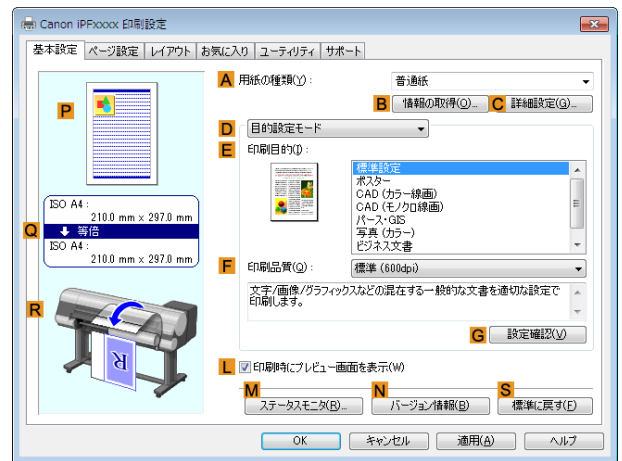 Canon iPFxxxx 印刷設定
基本設定 ページ設定 レイアウト お気に入り ユーティリティ サポート
A 用紙の種類(Y): 普通紙
B 情報の取得(O)... C 詳細設定(G)...
D 目的設定モード
E 印刷目的(I):
標準設定
ポスター
CAD (カラー線画)
CAD (モノクロ線画)
パース・GIS
写真 (カラー)
ビジネス文書
P
ISO A4:
210.0 mm x 297.0 mm
Q 等倍
ISO A4:
210.0 mm x 297.0 mm
F 印刷品質(Q): 標準 (600dpi)
文字/画像/グラフィックスなどの混在する一般的な文書を適切な設定で
印刷します。
R
R
G 設定確認(V)
L 印刷時にプレビュー画面を表示(W)
M N S
ステータスモニタ(R)... バージョン情報(B) 標準に戻す(F)
OK キャンセル 適用(A) ヘルプ